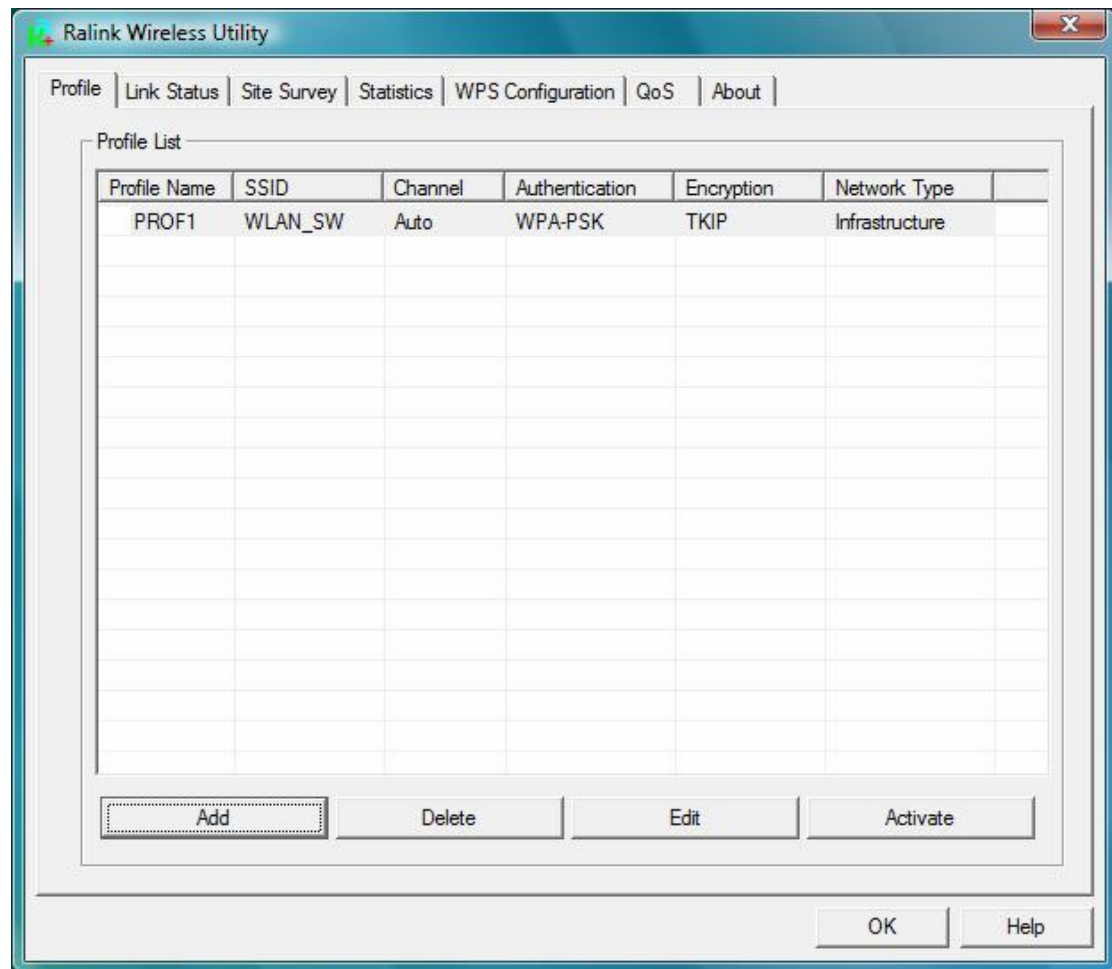 Ralink Wireless Utility
Profile Link Status Site Survey Statistics WPS Configuration QoS About
Profile List
Profile Name SSID Channel Authentication Encryption Network Type
PROF1 WLAN_SW Auto WPA-PSK TKIP Infrastructure
Add Delete Edit Activate
OK Help